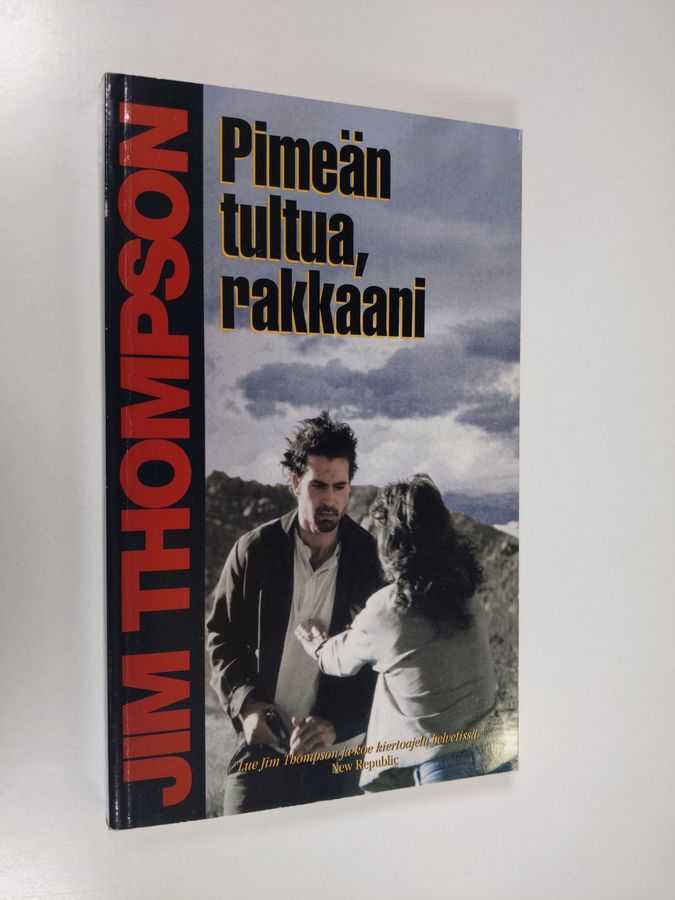 JIM THOMPSON
Pimeän
tultua,
rakkaani
"Lue Jim Thompson ja koe kiertoajelu helvetissä."
New Republic